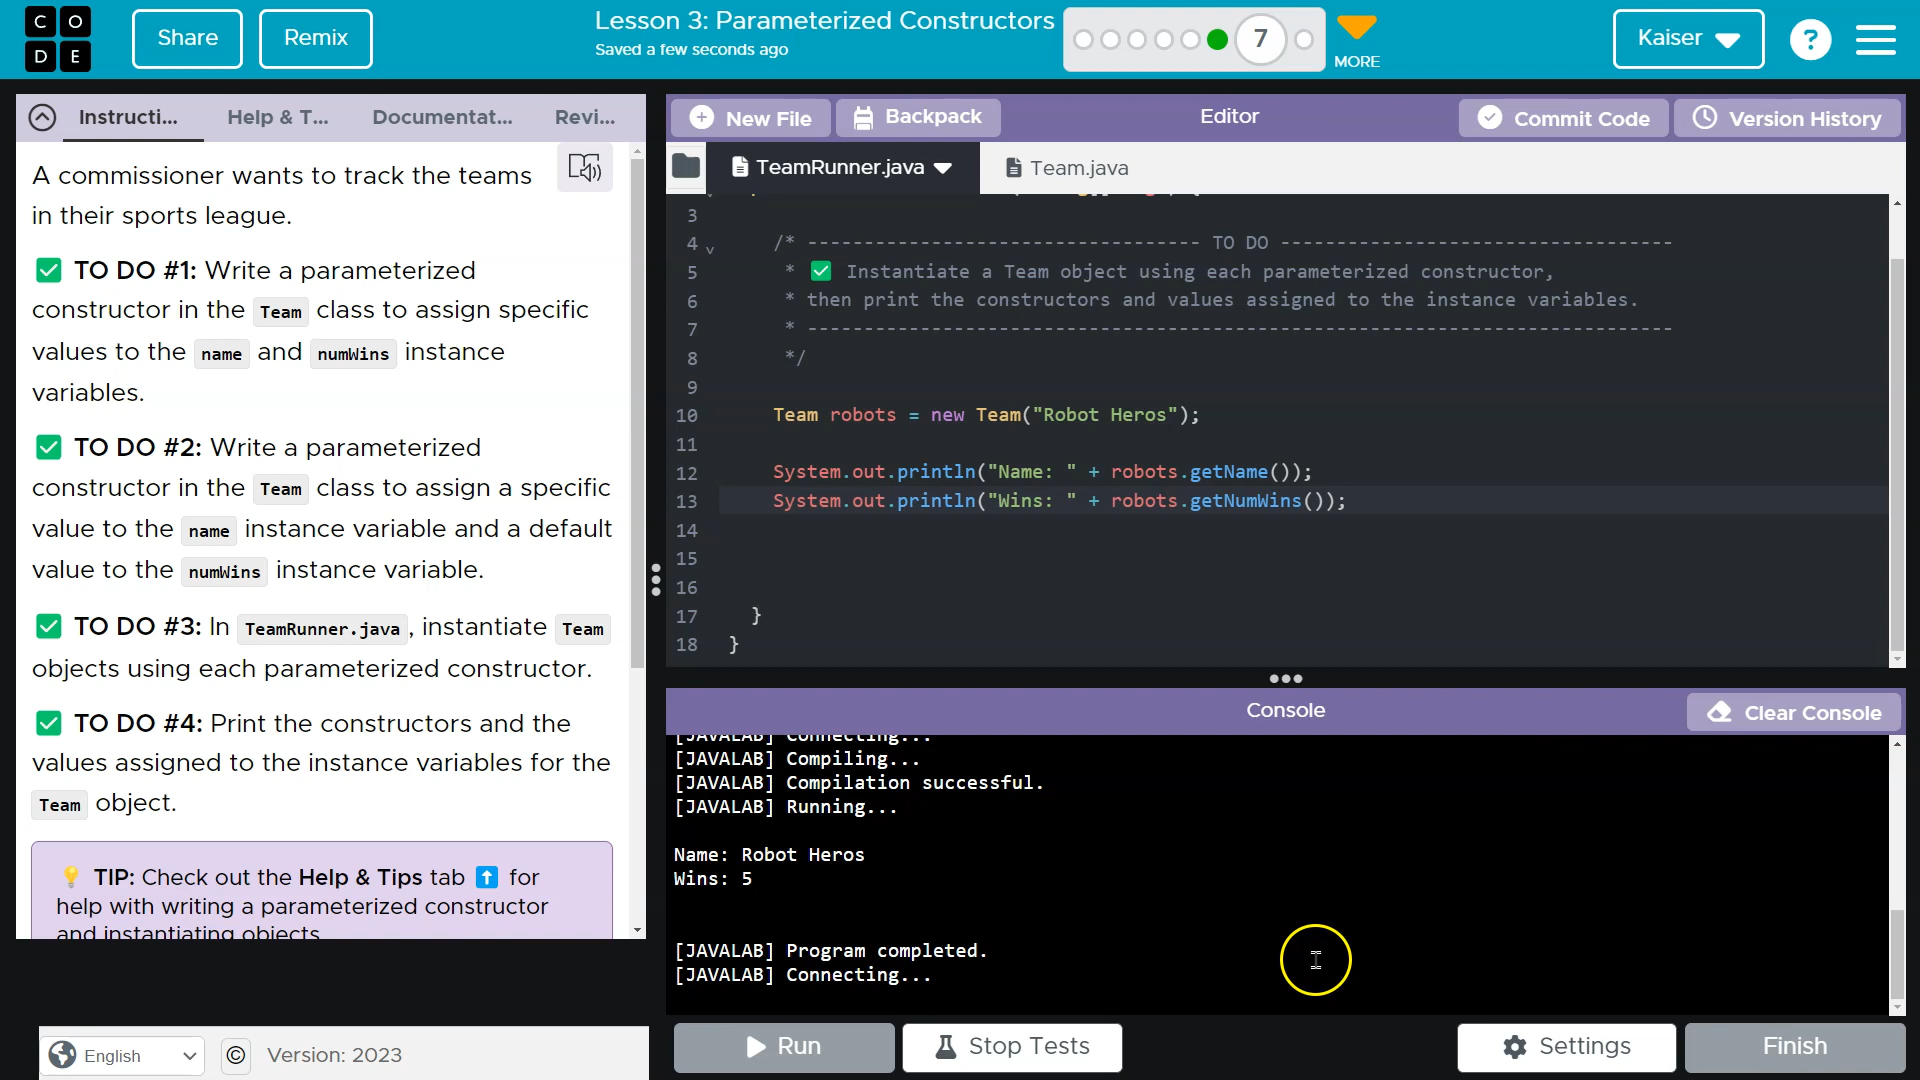 C O
D E
Share
Remix
Lesson 3: Parameterized Constructors
Saved a few seconds ago
7
MORE
Kaiser
?
Instructi...
Help & T...
Documentat...
Revi...
A commissioner wants to track the teams
in their sports league.
✅ TO DO #1: Write a parameterized
constructor in the Team class to assign specific
values to the name and numWins instance
variables.
✅ TO DO #2: Write a parameterized
constructor in the Team class to assign a specific
value to the name instance variable and a default
value to the numWins instance variable.
✅ TO DO #3: In TeamRunner.java, instantiate Team
objects using each parameterized constructor.
✅ TO DO #4: Print the constructors and the
values assigned to the instance variables for the
Team object.
💡 TIP: Check out the Help & Tips tab ⬆️ for
help with writing a parameterized constructor
and instantiating objects
English
© Version: 2023
New File
Backpack
Editor
Commit Code
Version History
TeamRunner.java
Team.java
3
4 /* ----------------------------------- TO DO -----------------------------------
5 * ✅ Instantiate a Team object using each parameterized constructor,
6 * then print the constructors and values assigned to the instance variables.
7 * -----------------------------------------------------------------------------
8 */
9
10 Team robots = new Team("Robot Heros");
11
12 System.out.println("Name: " + robots.getName());
13 System.out.println("Wins: " + robots.getNumWins());
14
15
16
17 }
18 }
Console
Clear Console
[JAVALAB] Connecting...
[JAVALAB] Compiling...
[JAVALAB] Compilation successful.
[JAVALAB] Running...
Name: Robot Heros
Wins: 5
[JAVALAB] Program completed.
[JAVALAB] Connecting...
Run
Stop Tests
Settings
Finish